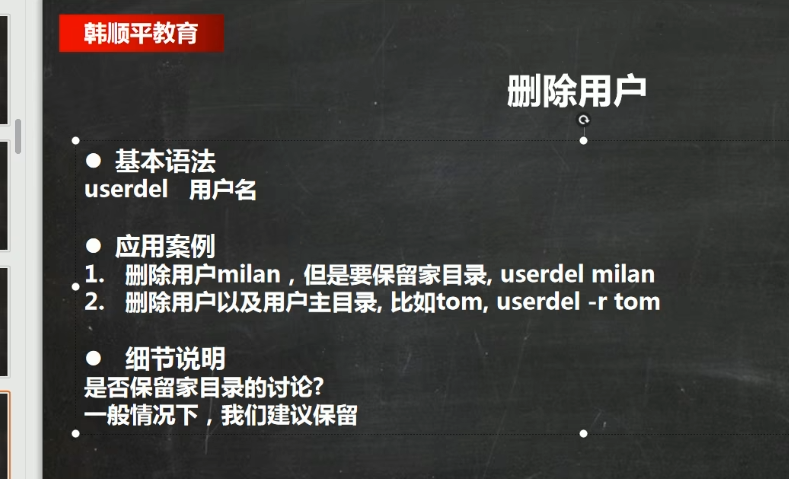 韩顺平教育
删除用户
● 基本语法
userdel 用户名
● 应用案例
1. 删除用户milan，但是要保留家目录, userdel milan
2. 删除用户以及用户主目录, 比如tom, userdel -r tom
● 细节说明
是否保留家目录的讨论?
一般情况下，我们建议保留